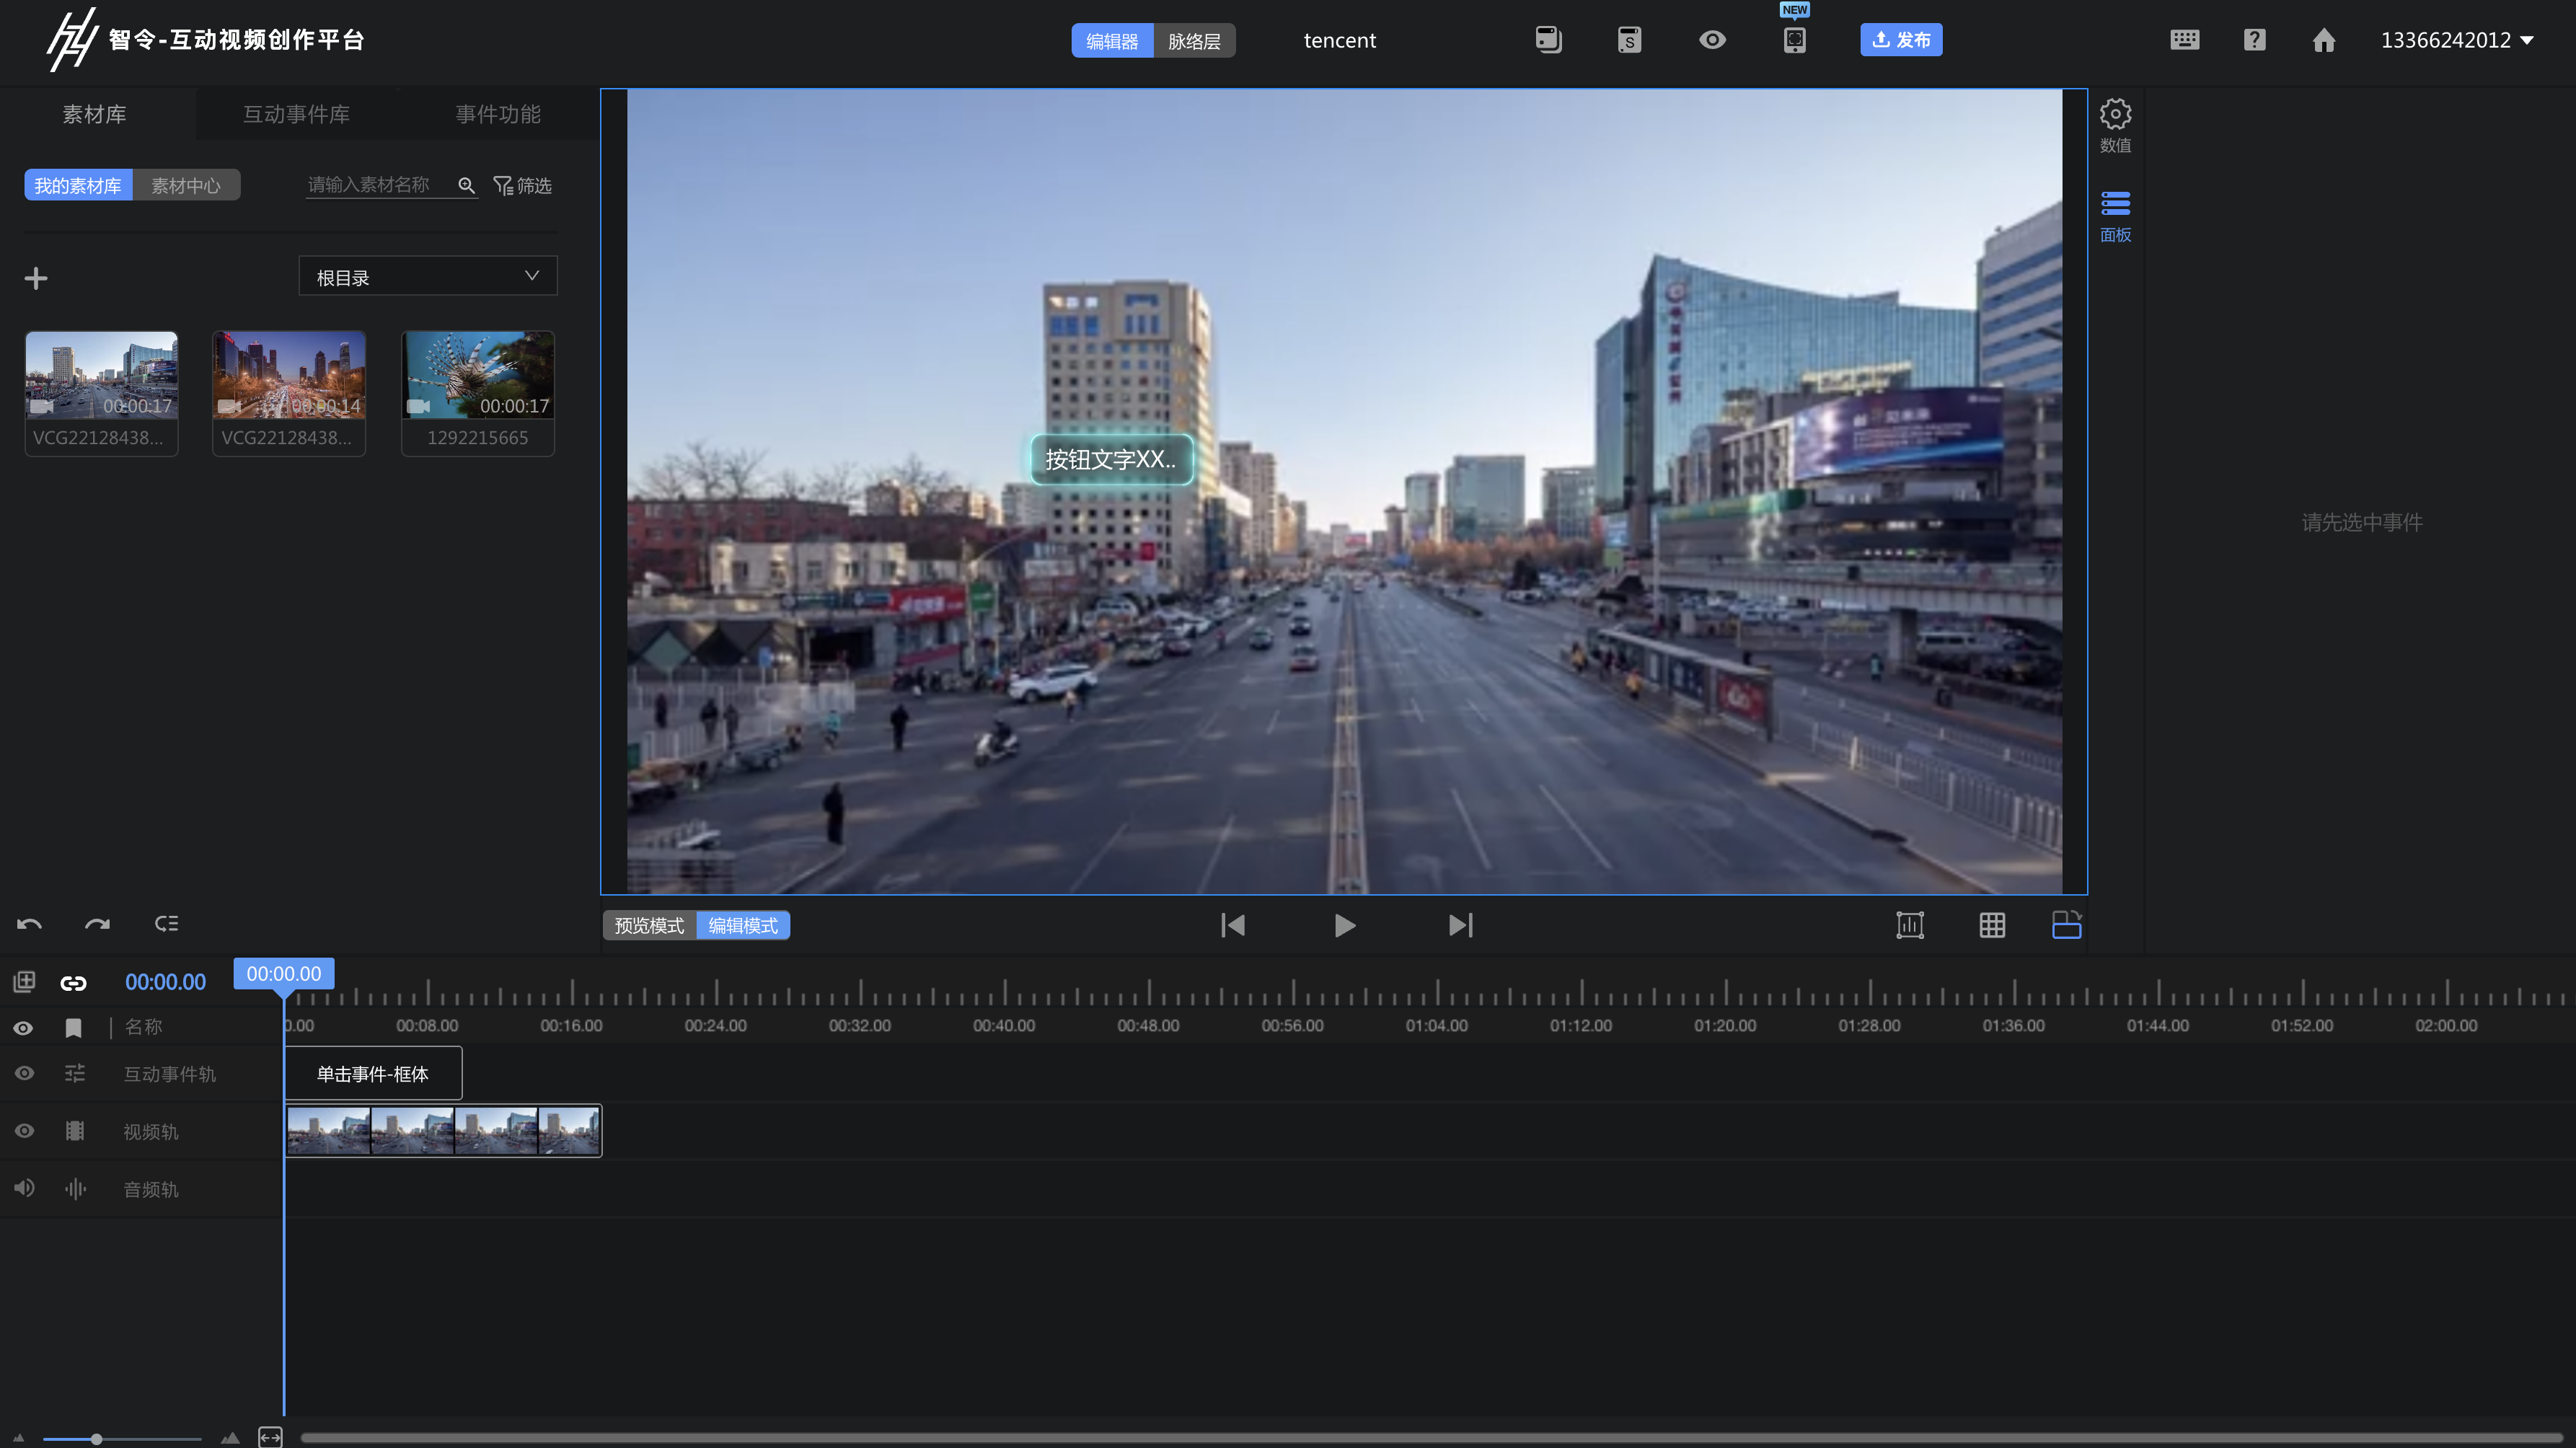 智令-互动视频创作平台
编辑器 脉络层
tencent
S
NEW
发布
?
13366242012
素材库 互动事件库 事件功能
我的素材库 素材中心
请输入素材名称
筛选
根目录
00:00:17
VCG22128438...
00:00:14
VCG22128438...
00:00:17
1292215665
按钮文字XX..
数值
面板
请先选中事件
预览模式 编辑模式
00:00.00
00:00.00
0.00 00:08.00 00:16.00 00:24.00 00:32.00 00:40.00 00:48.00 00:56.00 01:04.00 01:12.00 01:20.00 01:28.00 01:36.00 01:44.00 01:52.00 02:00.00
名称
互动事件轨
单击事件-框体
视频轨
音频轨